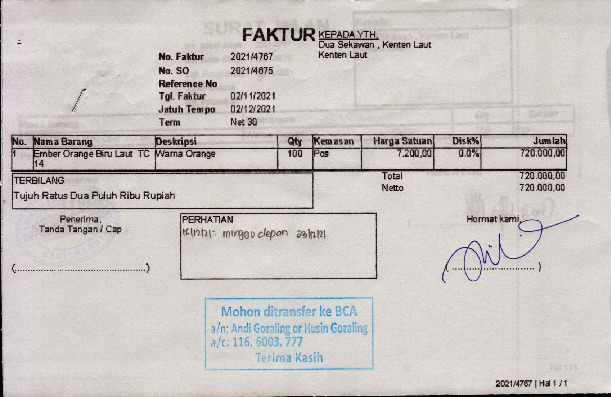 FAKTUR
KEPADA YTH.
Dua Sekawan , Kenten Laut
Kenten Laut
No. Faktur 2021/4767
No. SO 2021/4675
Reference No
Tgl. Faktur 02/11/2021
Jatuh Tempo 02/12/2021
Term Net 30
No. Nama Barang Deskripsi Qty Kemasan Harga Satuan Disk% Jumlah
1 Ember Orange Biru Laut TC Warna Orange 100 Pcs 7.200,00 0.0% 720.000,00
14
Total 720.000,00
Netto 720.000,00
TERBILANG
Tujuh Ratus Dua Puluh Ribu Rupiah
Penerima,
Tanda Tangan / Cap
(........................................)
PERHATIAN
minggu depan 23/12/21.
Hormat kami,
(............................)
Mohon ditransfer ke BCA
a/n: Andi Gozaling or Husin Gozaling
a/c: 116. 6003. 777
Terima Kasih
2021/4767 | Hal 1 / 1